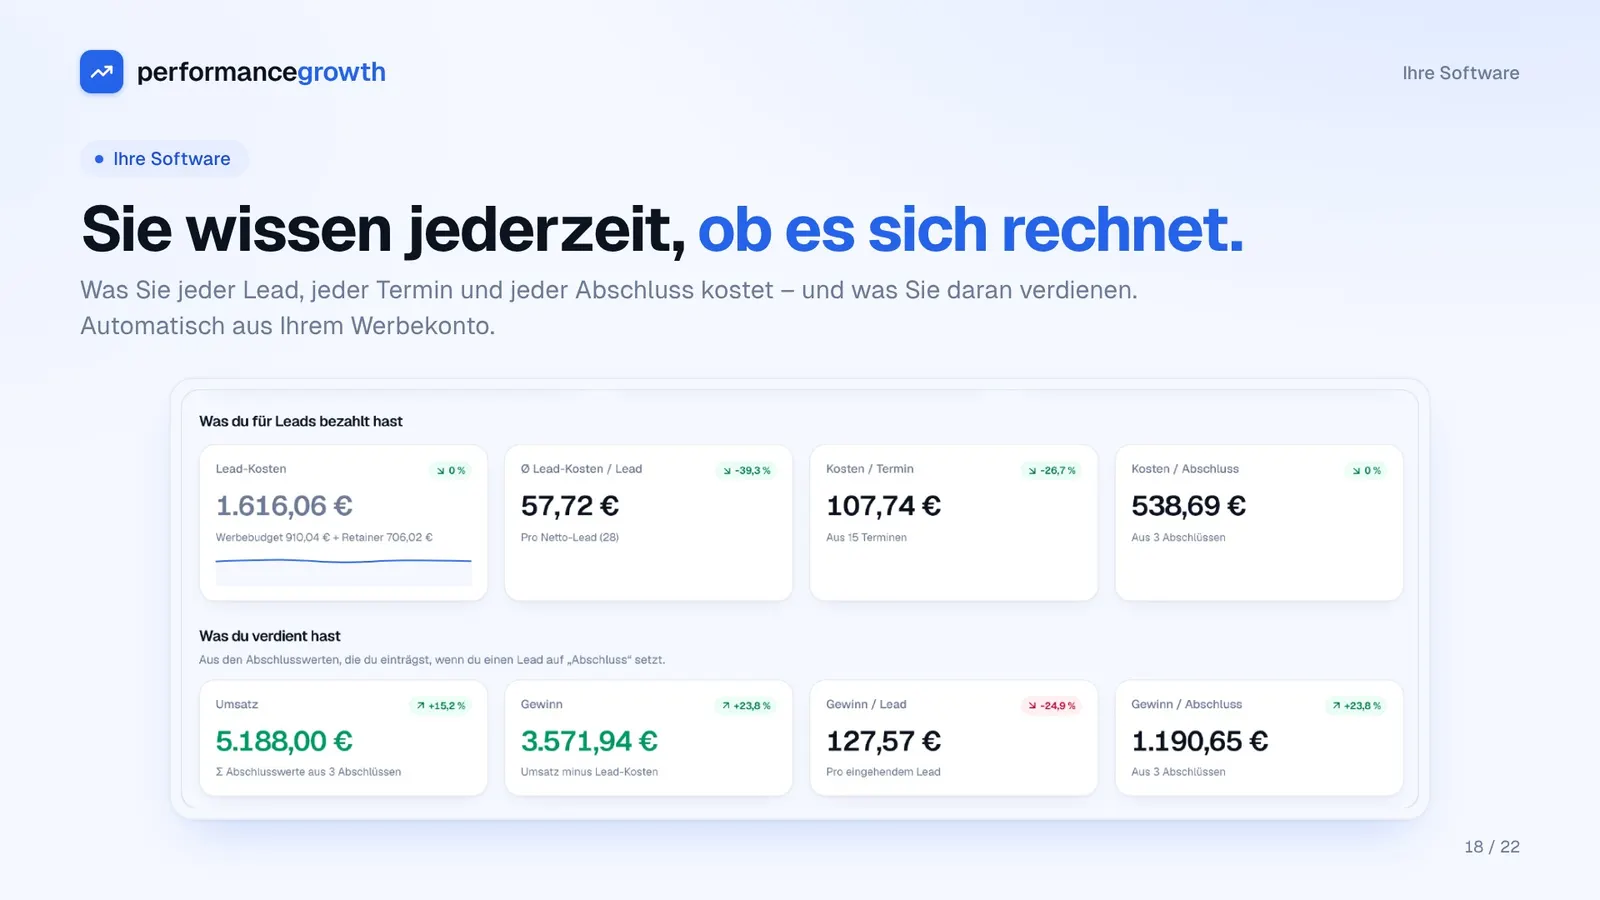 performancegrowth
Ihre Software
Ihre Software
Sie wissen jederzeit, ob es sich rechnet.
Was Sie jeder Lead, jeder Termin und jeder Abschluss kostet – und was Sie daran verdienen.
Automatisch aus Ihrem Werbekonto.
Was du für Leads bezahlt hast
Lead-Kosten
↘ 0 %
1.616,06 €
Werbebudget 910,04 € + Retainer 706,02 €
Ø Lead-Kosten / Lead
↘ -39,3 %
57,72 €
Pro Netto-Lead (28)
Kosten / Termin
↘ -26,7 %
107,74 €
Aus 15 Terminen
Kosten / Abschluss
↘ 0 %
538,69 €
Aus 3 Abschlüssen
Was du verdient hast
Aus den Abschlusswerten, die du einträgst, wenn du einen Lead auf „Abschluss“ setzt.
Umsatz
↗ +15,2 %
5.188,00 €
Σ Abschlusswerte aus 3 Abschlüssen
Gewinn
↗ +23,8 %
3.571,94 €
Umsatz minus Lead-Kosten
Gewinn / Lead
↘ -24,9 %
127,57 €
Pro eingehendem Lead
Gewinn / Abschluss
↗ +23,8 %
1.190,65 €
Aus 3 Abschlüssen
18 / 22